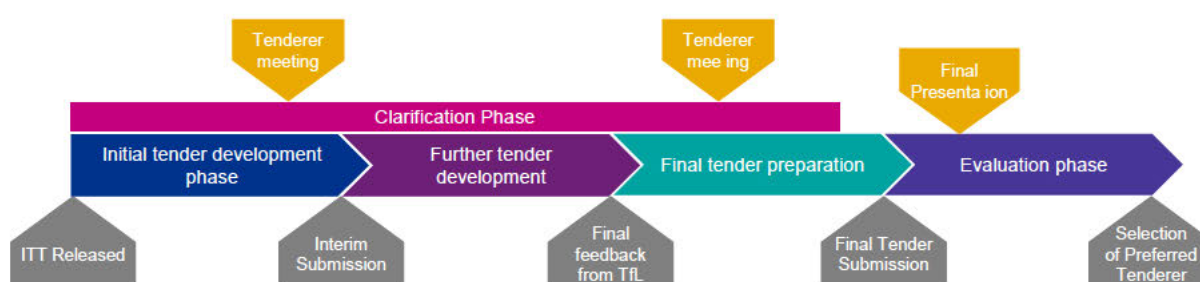 Tenderer
meeting
Tenderer
mee ing
Final
Presenta ion
Clarification Phase
Initial tender development
phase
Further tender
development
Final tender preparation
Evaluation phase
ITT Released
Interim
Submission
Final
feedback
from TfL
Final Tender
Submission
Selection
of Preferred
Tenderer